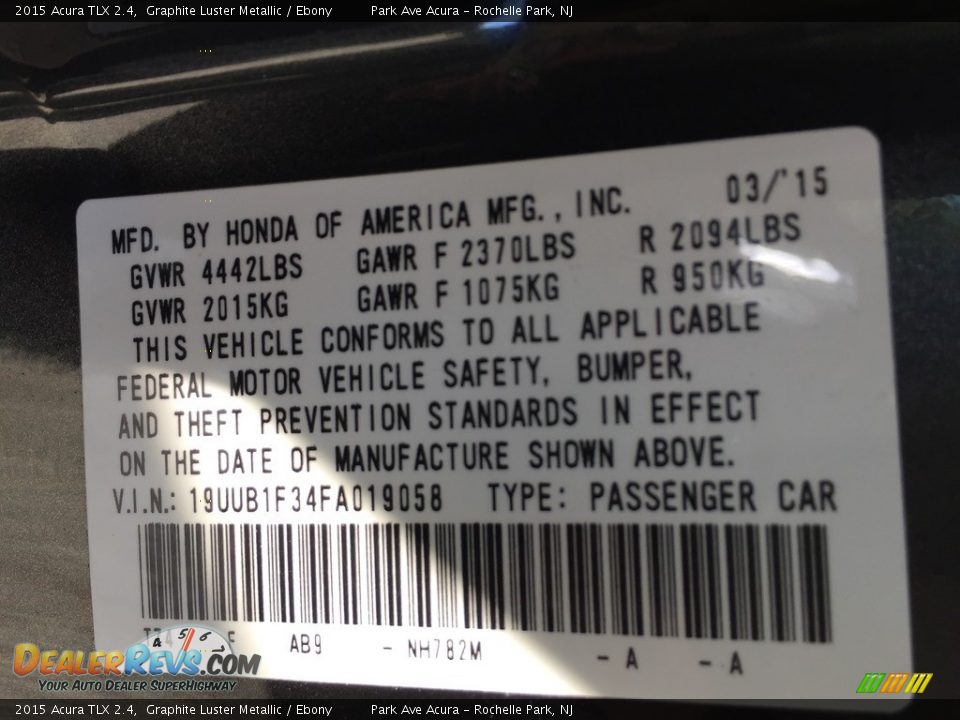 2015 Acura TLX 2.4, Graphite Luster Metallic / Ebony Park Ave Acura - Rochelle Park, NJ
MFD. BY HONDA OF AMERICA MFG., INC. 03/'15
GVWR 4442LBS GAWR F 2370LBS R 2094LBS
GVWR 2015KG GAWR F 1075KG R 950KG
THIS VEHICLE CONFORMS TO ALL APPLICABLE
FEDERAL MOTOR VEHICLE SAFETY, BUMPER,
AND THEFT PREVENTION STANDARDS IN EFFECT
ON THE DATE OF MANUFACTURE SHOWN ABOVE.
V.I.N.: 19UUB1F34FA019058 TYPE: PASSENGER CAR
AB9 - NH782M - A - A
4 5 6
DEALERREVS.COM
YOUR AUTO DEALER SUPERHIGHWAY
2015 Acura TLX 2.4, Graphite Luster Metallic / Ebony Park Ave Acura - Rochelle Park, NJ